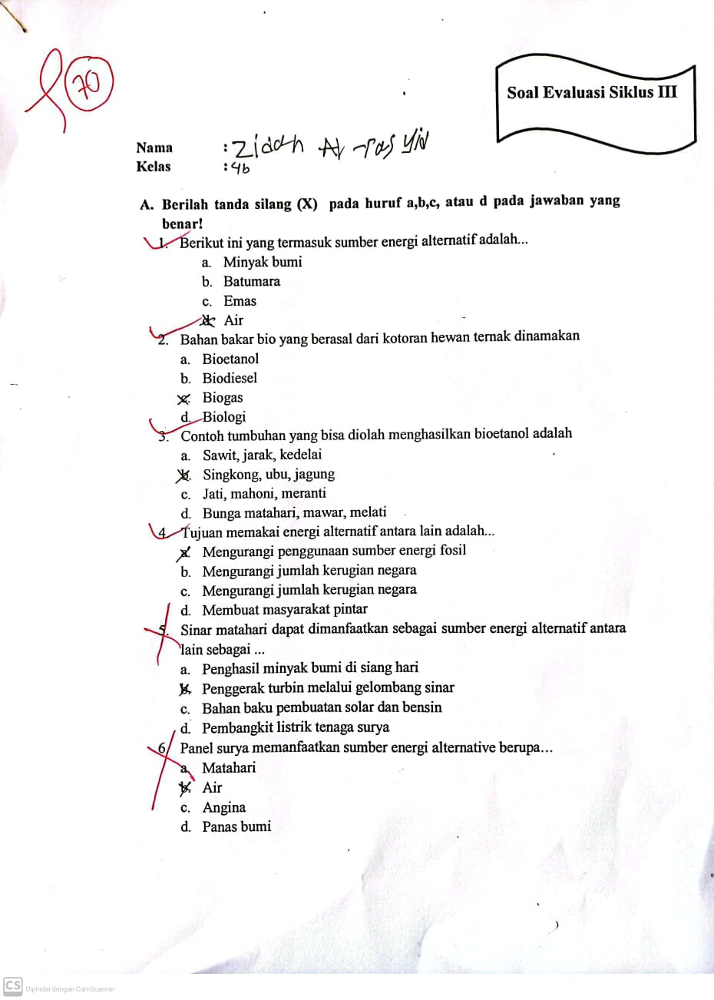 70
Soal Evaluasi Siklus III
Nama : Zidah Al-rasyid
Kelas : 4b
A. Berilah tanda silang (X) pada huruf a,b,c, atau d pada jawaban yang
benar!
1. Berikut ini yang termasuk sumber energi alternatif adalah...
a. Minyak bumi
b. Batumara
c. Emas
d. Air
2. Bahan bakar bio yang berasal dari kotoran hewan ternak dinamakan
a. Bioetanol
b. Biodiesel
c. Biogas
d. Biologi
3. Contoh tumbuhan yang bisa diolah menghasilkan bioetanol adalah
a. Sawit, jarak, kedelai
b. Singkong, ubu, jagung
c. Jati, mahoni, meranti
d. Bunga matahari, mawar, melati
4. Tujuan memakai energi alternatif antara lain adalah...
a. Mengurangi penggunaan sumber energi fosil
b. Mengurangi jumlah kerugian negara
c. Mengurangi jumlah kerugian negara
d. Membuat masyarakat pintar
5. Sinar matahari dapat dimanfaatkan sebagai sumber energi alternatif antara
lain sebagai ...
a. Penghasil minyak bumi di siang hari
b. Penggerak turbin melalui gelombang sinar
c. Bahan baku pembuatan solar dan bensin
d. Pembangkit listrik tenaga surya
6. Panel surya memanfaatkan sumber energi alternative berupa...
a. Matahari
b. Air
c. Angina
d. Panas bumi
CS Dipindai dengan CamScanner